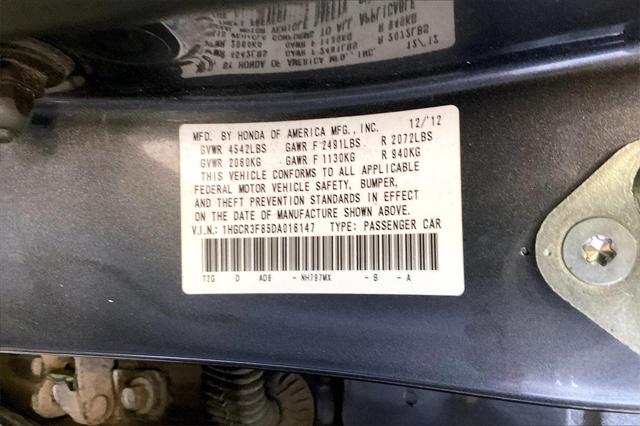 MFD. BY HONDA OF AMERICA MFG., INC. 12/'12
GVWR 4542LBS GAWR F 2491LBS R 2072LBS
GVWR 2060KG GAWR F 1130KG R 940KG
THIS VEHICLE CONFORMS TO ALL APPLICABLE
FEDERAL MOTOR VEHICLE SAFETY, BUMPER,
AND THEFT PREVENTION STANDARDS IN EFFECT
ON THE DATE OF MANUFACTURE SHOWN ABOVE.
V.I.N.: 1HGCR3F85DA016147 TYPE: PASSENGER CAR
T2G D AD8 - NH797MX - B - A